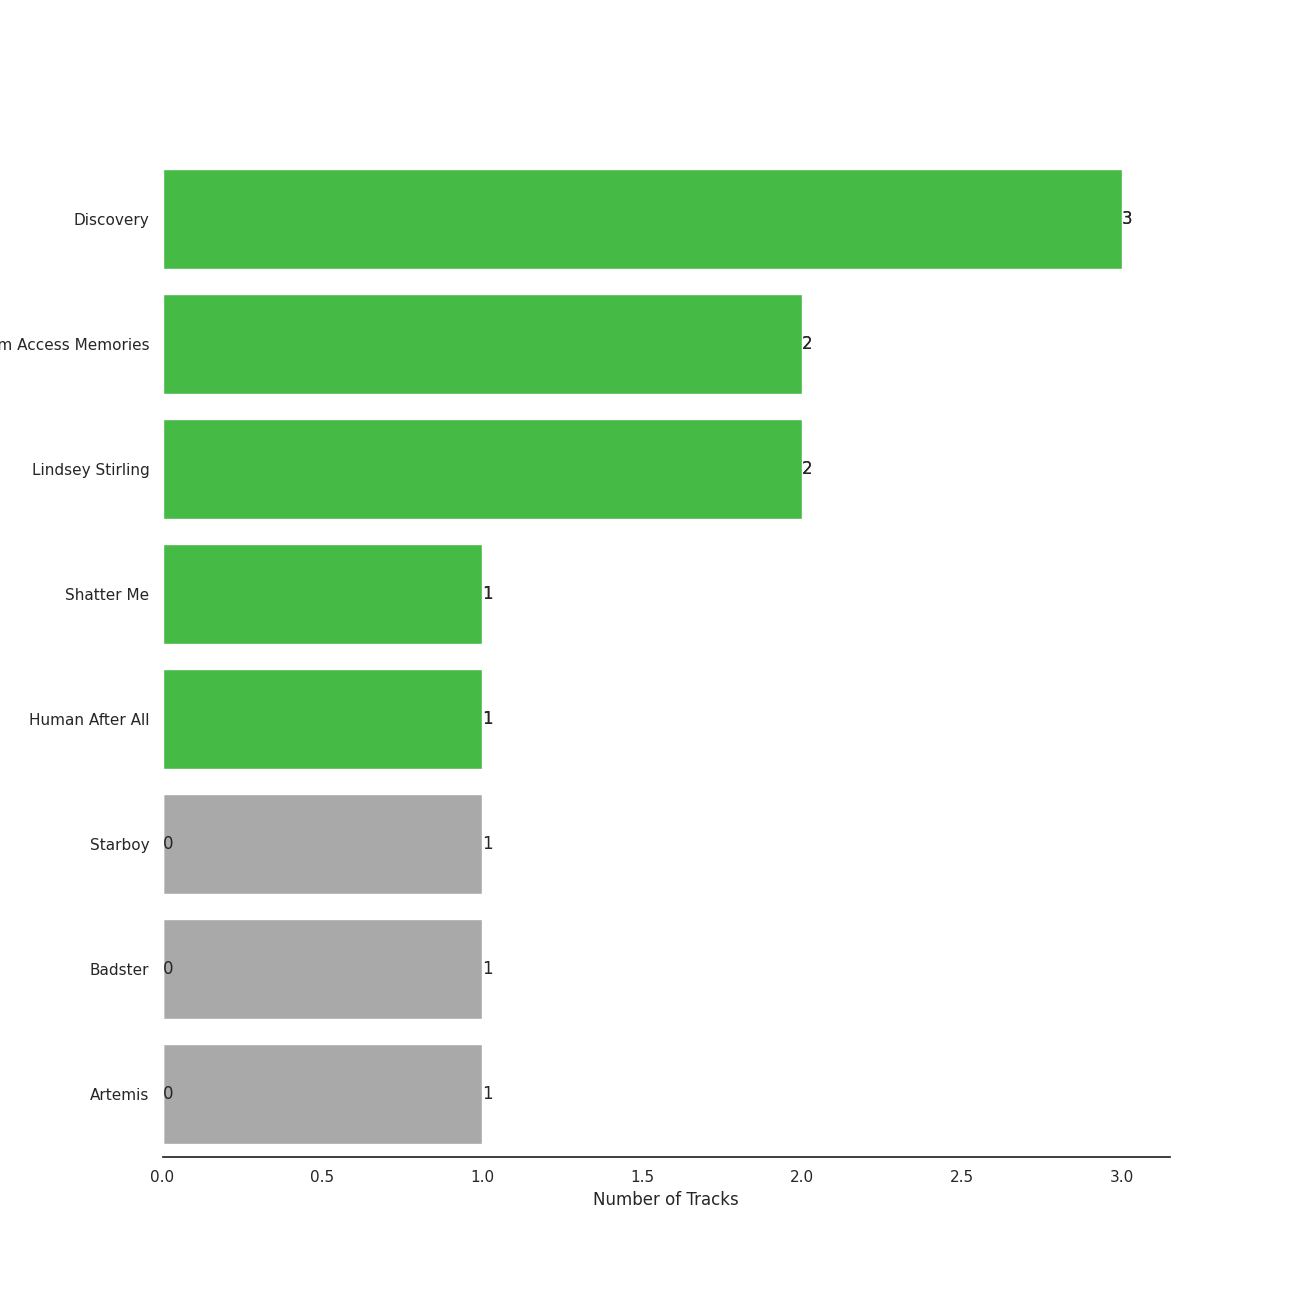 Discovery 3
m Access Memories 2
Lindsey Stirling 2
Shatter Me 1
Human After All 1
Starboy 0 1
Badster 0 1
Artemis 0 1
0.0 0.5 1.0 1.5 2.0 2.5 3.0
Number of Tracks